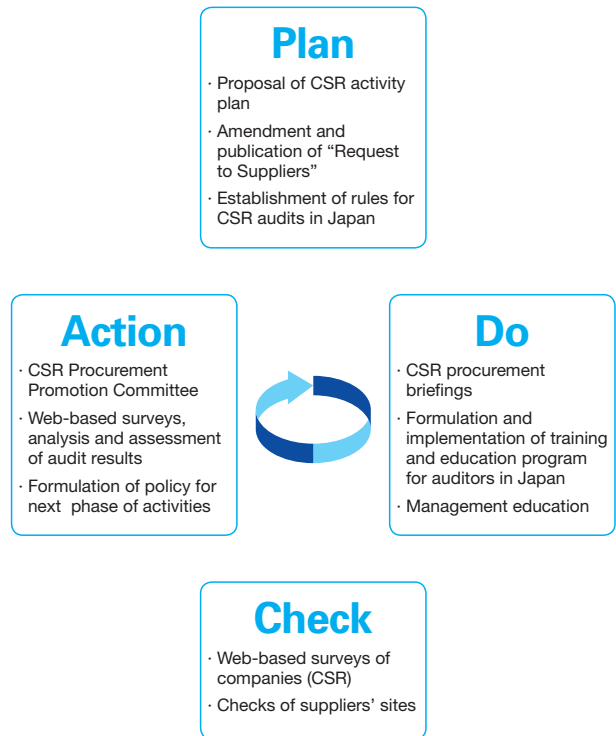 Plan
· Proposal of CSR activity
plan
· Amendment and
publication of “Request
to Suppliers”
· Establishment of rules for
CSR audits in Japan
Action
· CSR Procurement
Promotion Committee
· Web-based surveys,
analysis and assessment
of audit results
· Formulation of policy for
next phase of activities
Do
· CSR procurement
briefings
· Formulation and
implementation of training
and education program
for auditors in Japan
· Management education
Check
· Web-based surveys of
companies (CSR)
· Checks of suppliers’ sites